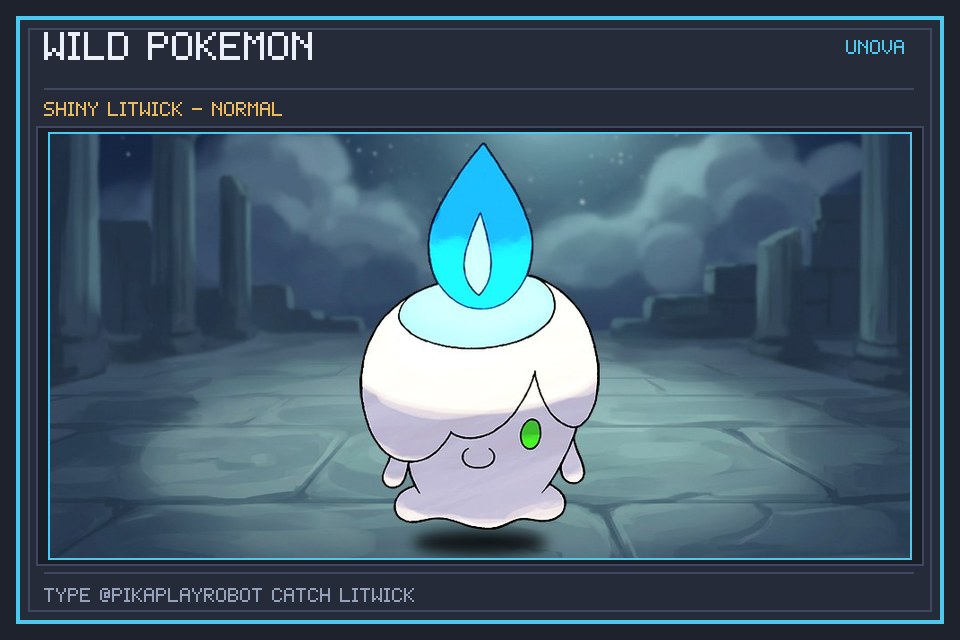 WILD POKEMON
UNOVA
SHINY LITWICK - NORMAL
TYPE @PIKAPLAYROBOT CATCH LITWICK